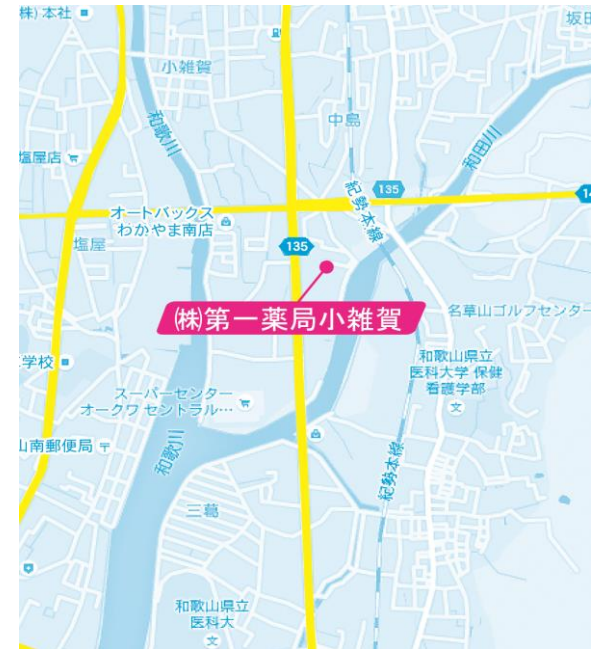 株)本社
坂田
小雑賀
和歌川
中島
和田川
塩屋店
紀勢本線
135
14
オートバックス
わかやま南店
塩屋
135
㈱第一薬局小雑賀
名草山ゴルフセンター
学校
和歌山県立
医科大学 保健
看護学部
文
スーパーセンター
オークワ セントラル…
山南郵便局
和歌川
紀勢本線
三葛
和歌山県立
医科大
文